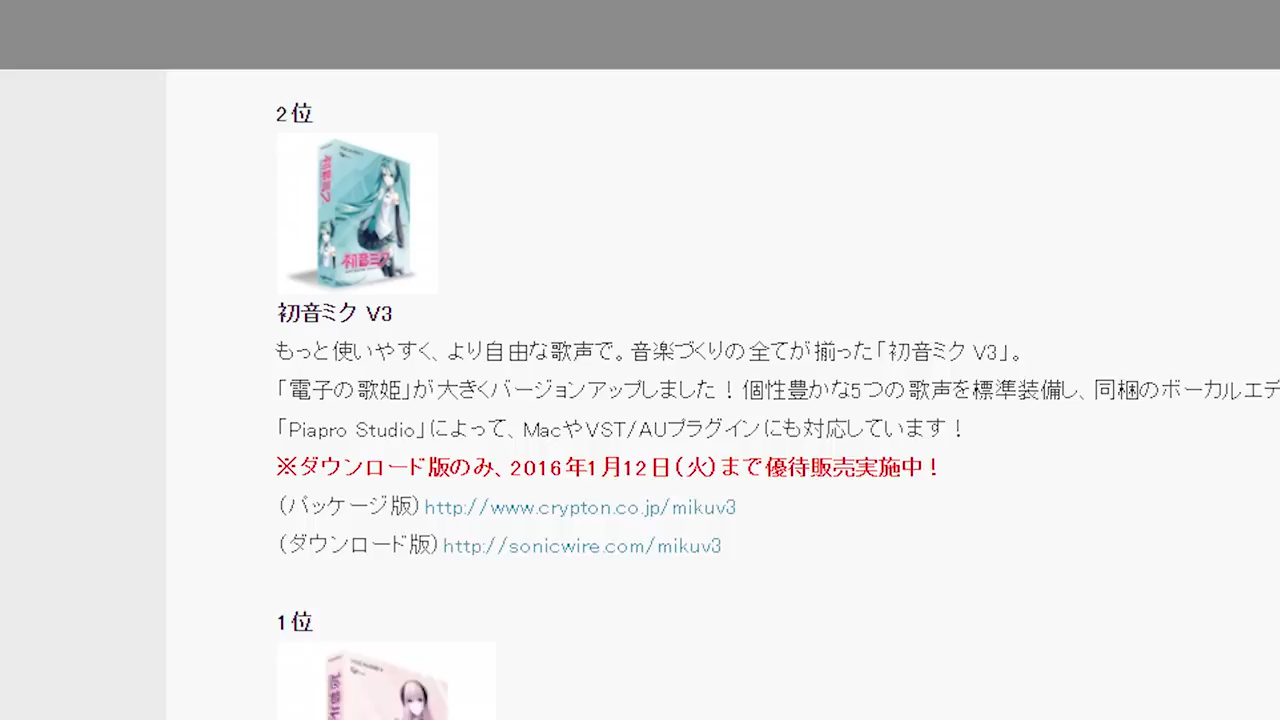 2位
初音ミク
初音ミク
初音ミク V3
もっと使いやすく、より自由な歌声で。音楽づくりの全てが揃った「初音ミク V3」。
「電子の歌姫」が大きくバージョンアップしました！個性豊かな5つの歌声を標準装備し、同梱のボーカルエデ
「Piapro Studio」によって、MacやVST/AUプラグインにも対応しています！
※ダウンロード版のみ、2016年1月12日（火）まで優待販売実施中！
（パッケージ版）http://www.crypton.co.jp/mikuv3
（ダウンロード版）http://sonicwire.com/mikuv3
1位